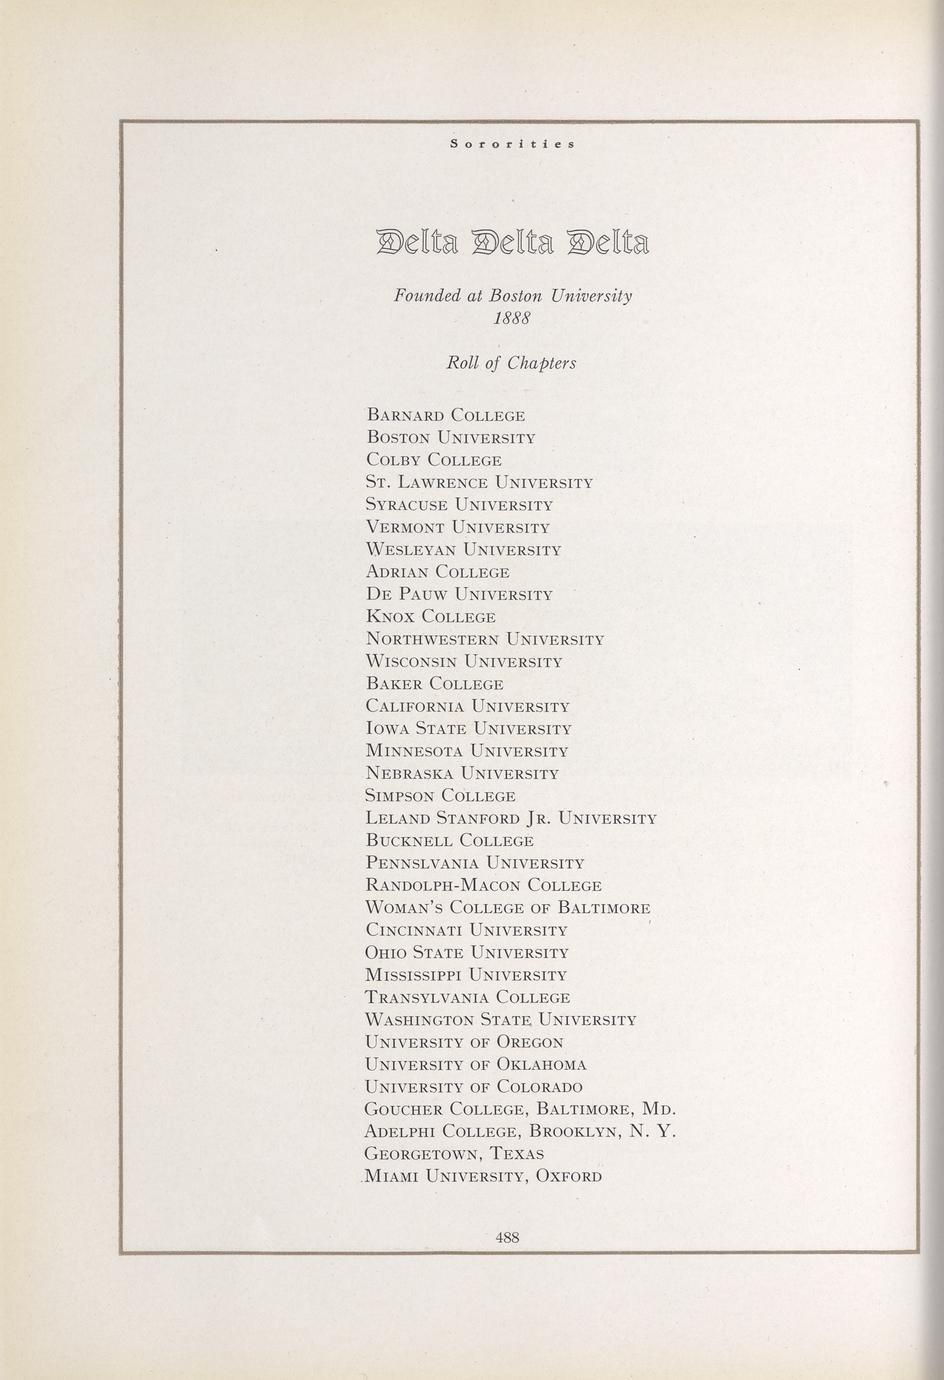 Sororities
Delta Delta Delta
Founded at Boston University
1888
Roll of Chapters
Barnard College
Boston University
Colby College
St. Lawrence University
Syracuse University
Vermont University
Wesleyan University
Adrian College
De Pauw University
Knox College
Northwestern University
Wisconsin University
Baker College
California University
Iowa State University
Minnesota University
Nebraska University
Simpson College
Leland Stanford Jr. University
Bucknell College
Pennslvania University
Randolph-Macon College
Woman's College of Baltimore
Cincinnati University
Ohio State University
Mississippi University
Transylvania College
Washington State University
University of Oregon
University of Oklahoma
University of Colorado
Goucher College, Baltimore, Md.
Adelphi College, Brooklyn, N. Y.
Georgetown, Texas
Miami University, Oxford
488